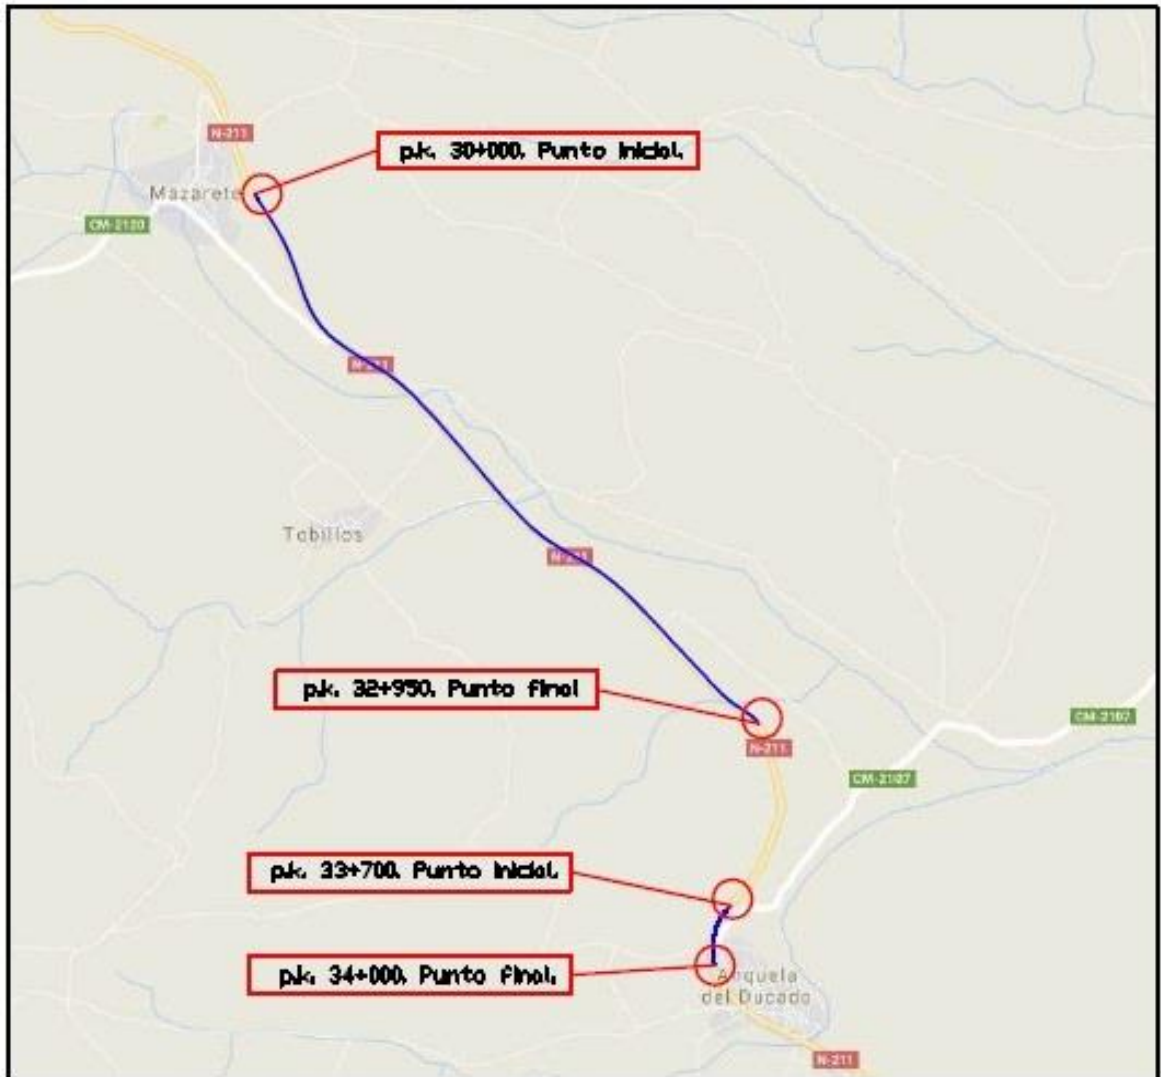 N-211
p.k. 30+000. Punto inicial.
Mazarete
CM-2120
N-211
Tobillos
N-211
p.k. 32+950. Punto final
CM-2107
N-211
CM-2107
p.k. 33+700. Punto inicial.
p.k. 34+000. Punto final.
Anquela
del Ducado
N-211